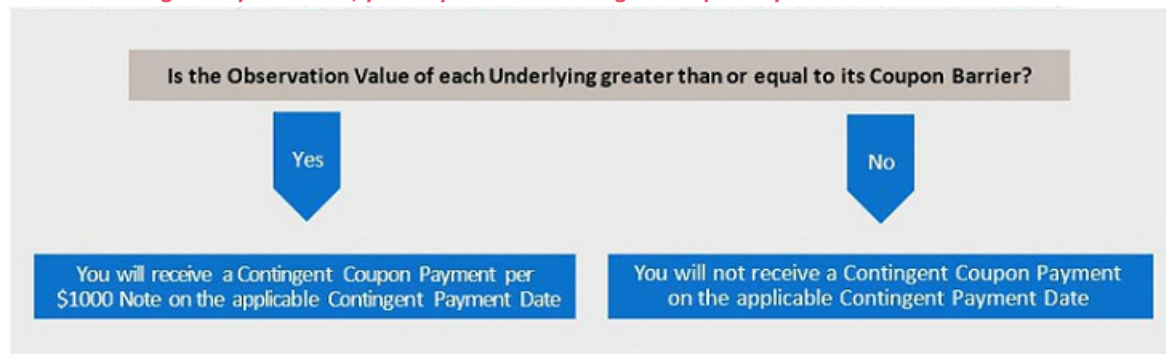 Is the Observation Value of each Underlying greater than or equal to its Coupon Barrier?
Yes
No
You will receive a Contingent Coupon Payment per
$1000 Note on the applicable Contingent Payment Date
You will not receive a Contingent Coupon Payment
on the applicable Contingent Payment Date